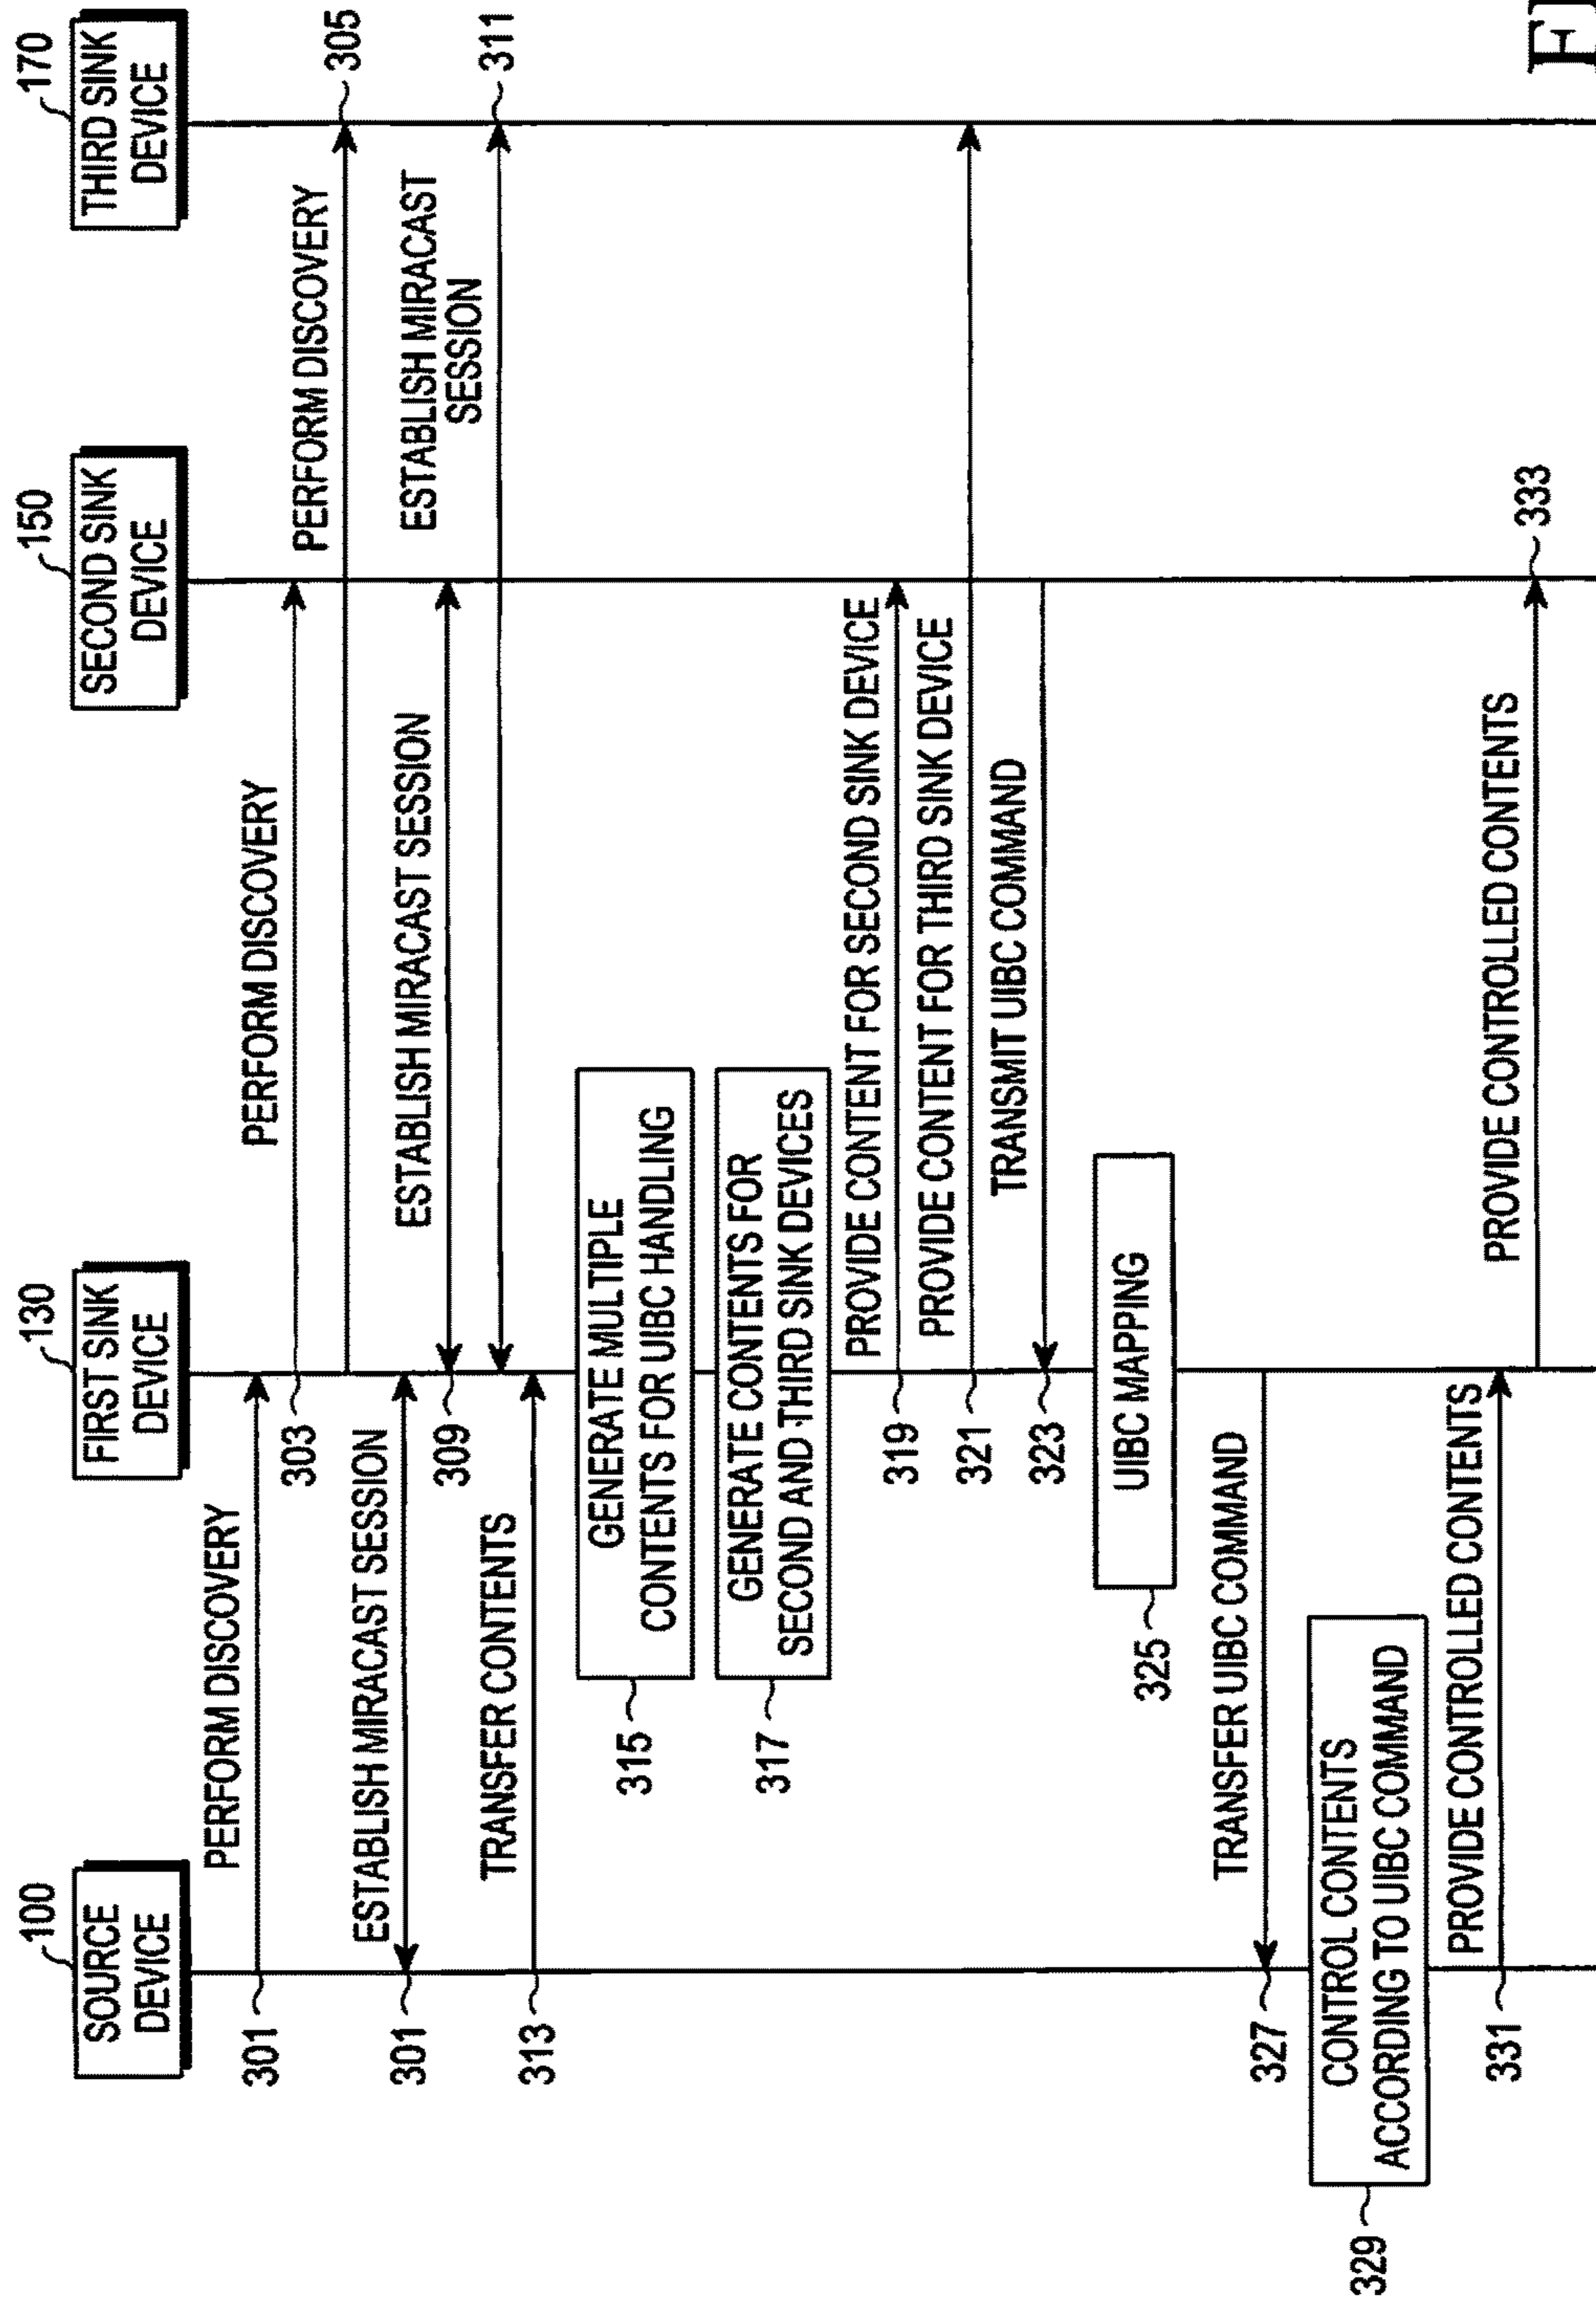 100
SOURCE
DEVICE
130
FIRST SINK
DEVICE
150
SECOND SINK
DEVICE
170
THIRD SINK
DEVICE
301
PERFORM DISCOVERY
303
PERFORM DISCOVERY
PERFORM DISCOVERY
305
301
ESTABLISH MIRACAST SESSION
309
ESTABLISH MIRACAST SESSION
ESTABLISH MIRACAST
SESSION
311
313
TRANSFER CONTENTS
315
GENERATE MULTIPLE
CONTENTS FOR UIBC HANDLING
317
GENERATE CONTENTS FOR
SECOND AND THIRD SINK DEVICES
319
PROVIDE CONTENT FOR SECOND SINK DEVICE
321
PROVIDE CONTENT FOR THIRD SINK DEVICE
323
TRANSMIT UIBC COMMAND
325
UIBC MAPPING
327
TRANSFER UIBC COMMAND
329
CONTROL CONTENTS
ACCORDING TO UIBC COMMAND
331
PROVIDE CONTROLLED CONTENTS
PROVIDE CONTROLLED CONTENTS
333